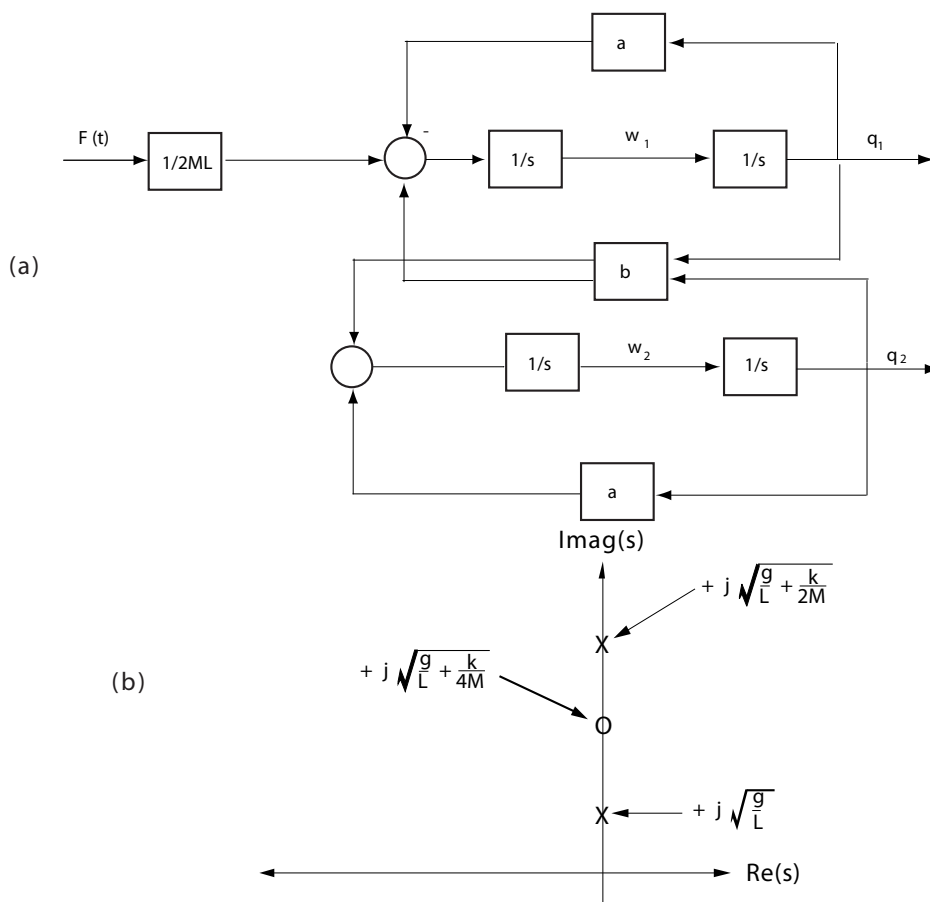 a
F (t)
1/2ML
-
1/s
w 1
1/s
q1
(a)
b
1/s
w 2
1/s
q 2
a
Imag(s)
+ j √(g/L + k/2M)
X
(b)
+ j √(g/L + k/4M)
O
X
+ j √(g/L)
Re(s)